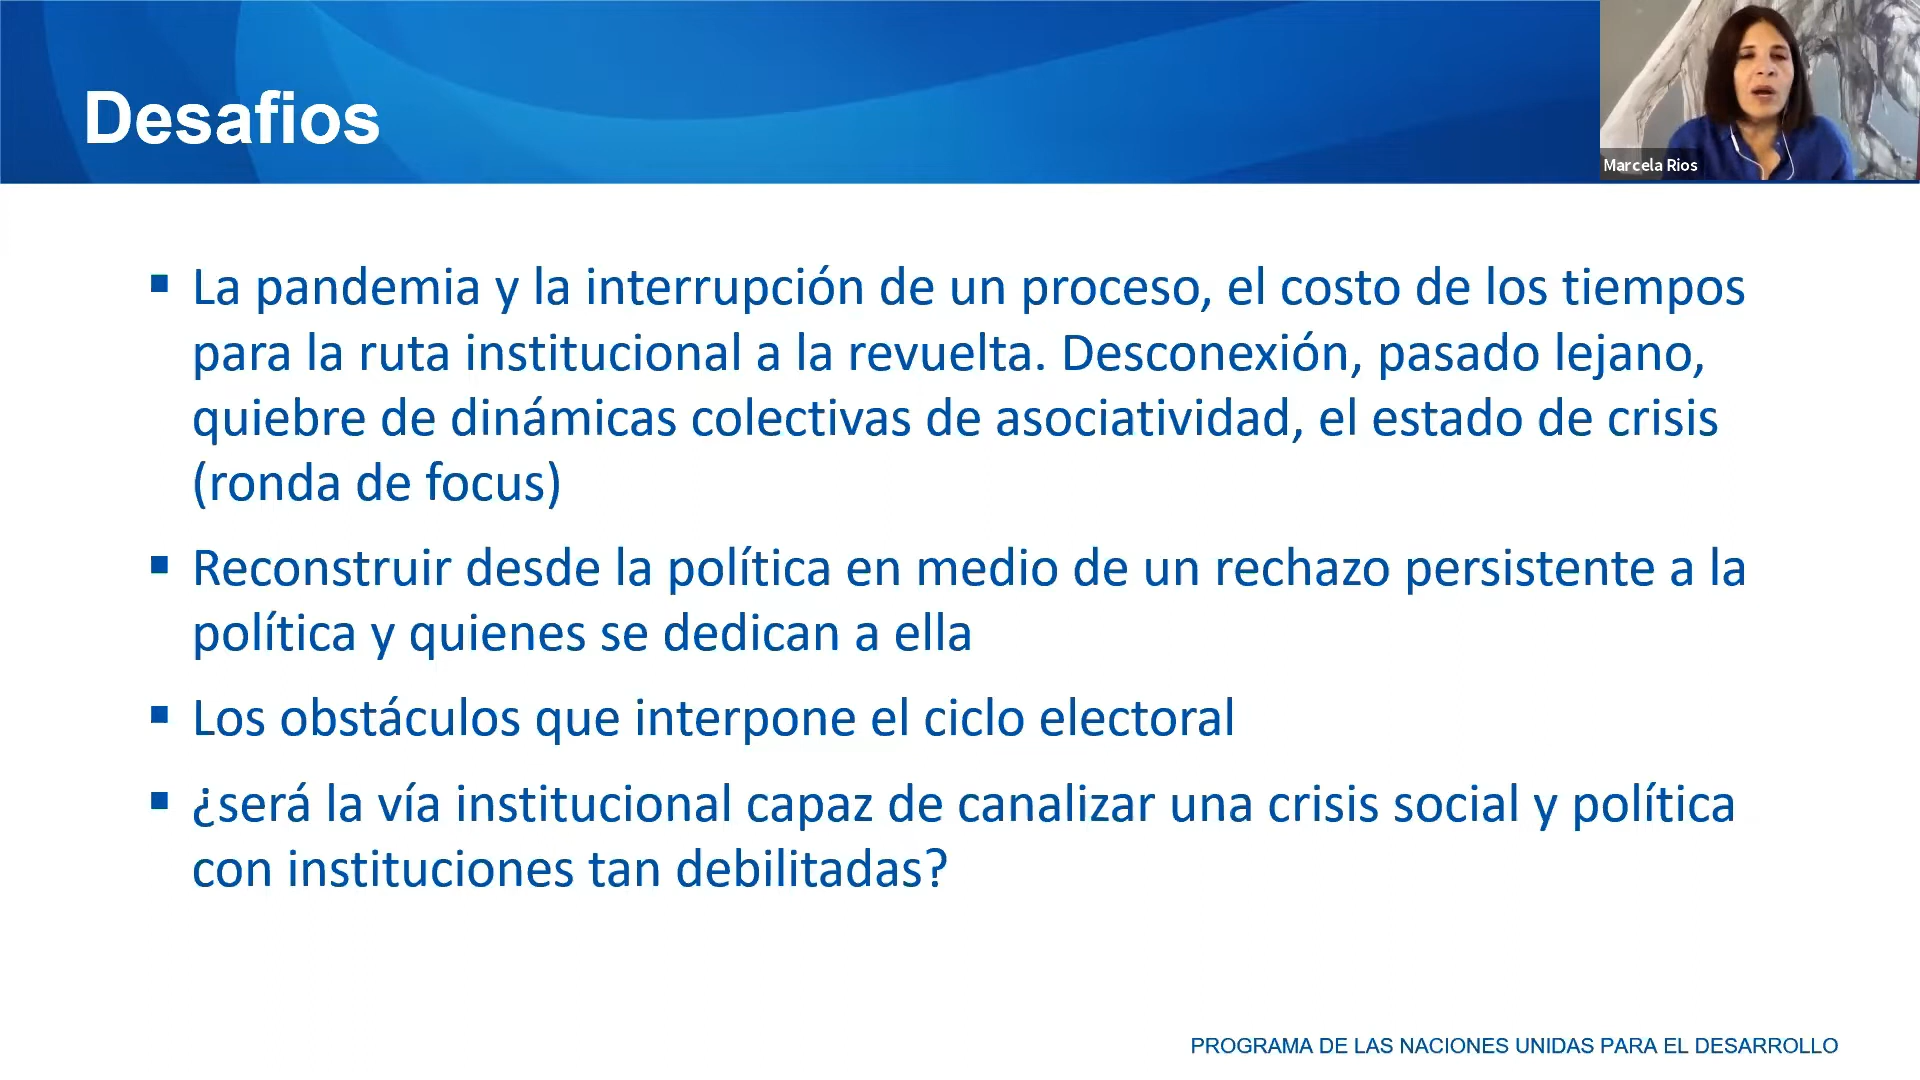 Desafios
Marcela Rios
▪ La pandemia y la interrupción de un proceso, el costo de los tiempos
para la ruta institucional a la revuelta. Desconexión, pasado lejano,
quiebre de dinámicas colectivas de asociatividad, el estado de crisis
(ronda de focus)
▪ Reconstruir desde la política en medio de un rechazo persistente a la
política y quienes se dedican a ella
▪ Los obstáculos que interpone el ciclo electoral
▪ ¿será la vía institucional capaz de canalizar una crisis social y política
con instituciones tan debilitadas?
PROGRAMA DE LAS NACIONES UNIDAS PARA EL DESARROLLO